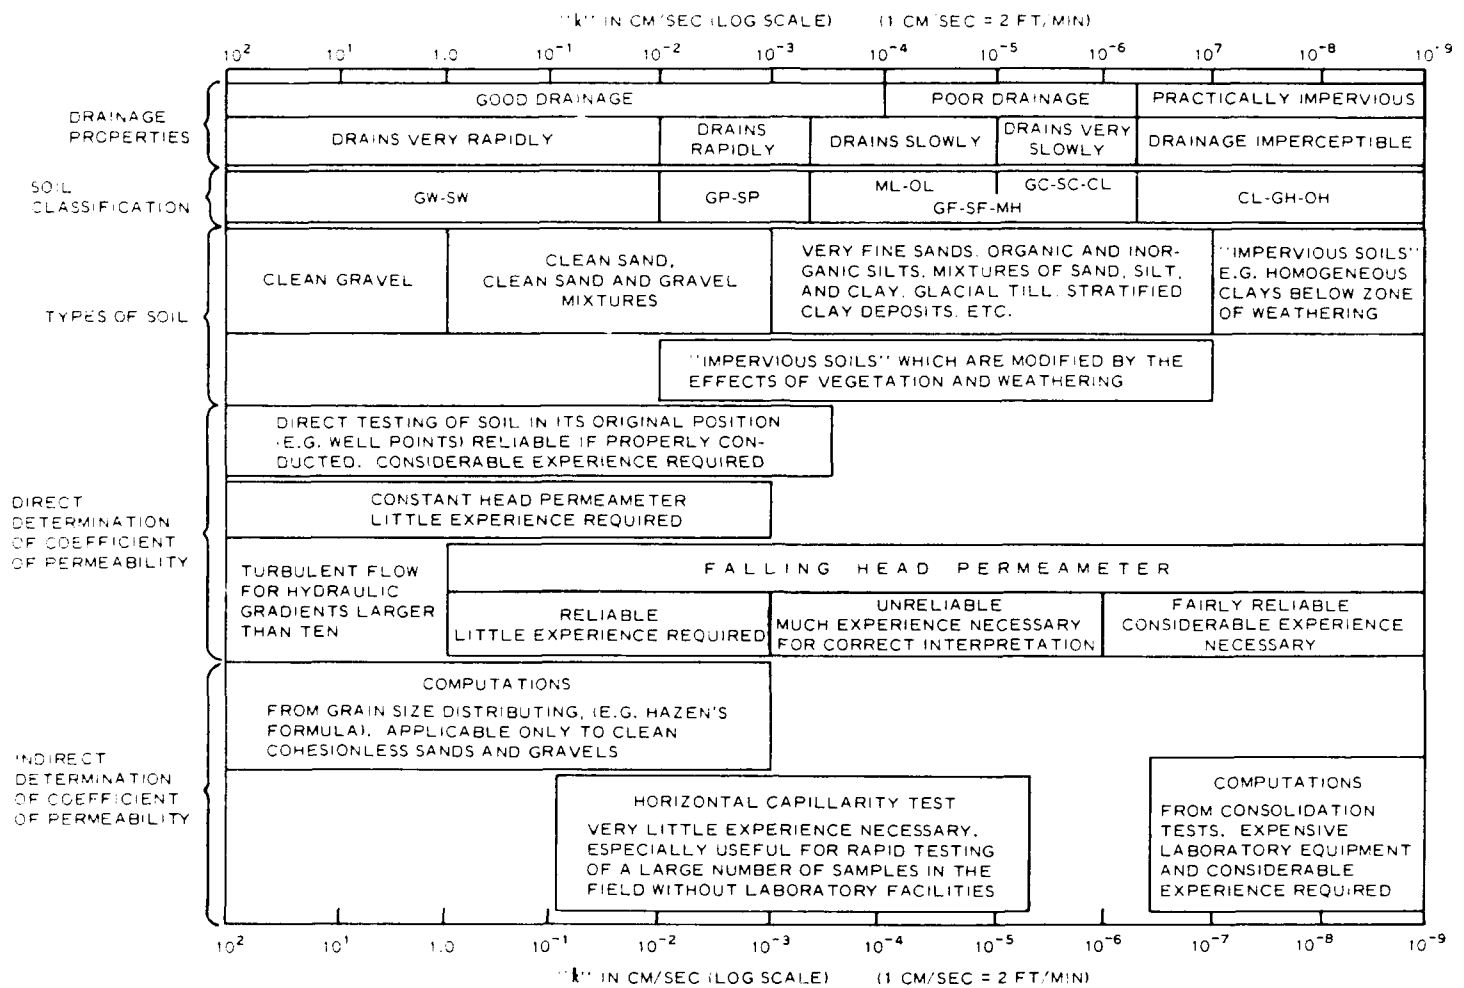 "k" IN CM/SEC (LOG SCALE) (1 CM/SEC = 2 FT/MIN)
10² 10¹ 1.0 10⁻¹ 10⁻² 10⁻³ 10⁻⁴ 10⁻⁵ 10⁻⁶ 10⁷ 10⁻⁸ 10⁻⁹
DRAINAGE
PROPERTIES
GOOD DRAINAGE
POOR DRAINAGE
PRACTICALLY IMPERVIOUS
DRAINS VERY RAPIDLY
DRAINS
RAPIDLY
DRAINS SLOWLY
DRAINS VERY
SLOWLY
DRAINAGE IMPERCEPTIBLE
SOIL
CLASSIFICATION
GW-SW
GP-SP
ML-OL
GC-SC-CL
GF-SF-MH
CL-GH-OH
TYPES OF SOIL
CLEAN GRAVEL
CLEAN SAND,
CLEAN SAND AND GRAVEL
MIXTURES
VERY FINE SANDS, ORGANIC AND INOR-
GANIC SILTS, MIXTURES OF SAND, SILT,
AND CLAY, GLACIAL TILL, STRATIFIED
CLAY DEPOSITS, ETC.
"IMPERVIOUS SOILS"
E.G. HOMOGENEOUS
CLAYS BELOW ZONE
OF WEATHERING
"IMPERVIOUS SOILS" WHICH ARE MODIFIED BY THE
EFFECTS OF VEGETATION AND WEATHERING
DIRECT
DETERMINATION
OF COEFFICIENT
OF PERMEABILITY
DIRECT TESTING OF SOIL IN ITS ORIGINAL POSITION
(E.G. WELL POINTS) RELIABLE IF PROPERLY CON-
DUCTED. CONSIDERABLE EXPERIENCE REQUIRED
CONSTANT HEAD PERMEAMETER
LITTLE EXPERIENCE REQUIRED
TURBULENT FLOW
FOR HYDRAULIC
GRADIENTS LARGER
THAN TEN
FALLING HEAD PERMEAMETER
RELIABLE
LITTLE EXPERIENCE REQUIRED
UNRELIABLE
MUCH EXPERIENCE NECESSARY
FOR CORRECT INTERPRETATION
FAIRLY RELIABLE
CONSIDERABLE EXPERIENCE
NECESSARY
INDIRECT
DETERMINATION
OF COEFFICIENT
OF PERMEABILITY
COMPUTATIONS
FROM GRAIN SIZE DISTRIBUTING, (E.G. HAZEN'S
FORMULA). APPLICABLE ONLY TO CLEAN
COHESIONLESS SANDS AND GRAVELS
HORIZONTAL CAPILLARITY TEST
VERY LITTLE EXPERIENCE NECESSARY,
ESPECIALLY USEFUL FOR RAPID TESTING
OF A LARGE NUMBER OF SAMPLES IN THE
FIELD WITHOUT LABORATORY FACILITIES
COMPUTATIONS
FROM CONSOLIDATION
TESTS. EXPENSIVE
LABORATORY EQUIPMENT
AND CONSIDERABLE
EXPERIENCE REQUIRED
10² 10¹ 1.0 10⁻¹ 10⁻² 10⁻³ 10⁻⁴ 10⁻⁵ 10⁻⁶ 10⁻⁷ 10⁻⁸ 10⁻⁹
"k" IN CM/SEC (LOG SCALE) (1 CM/SEC = 2 FT/MIN)